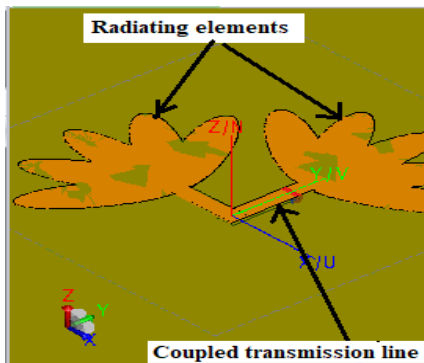 Radiating elements
Z/N
Y/V
X/U
Z
Y
X
Coupled transmission line